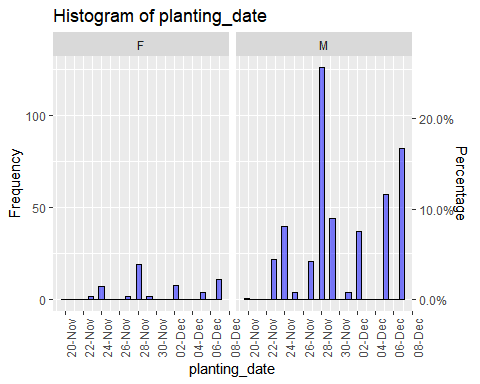 Histogram of planting_date
F M
Frequency
100
50
0
20.0%
10.0%
0.0%
Percentage
20-Nov 22-Nov 24-Nov 26-Nov 28-Nov 30-Nov 02-Dec 04-Dec 06-Dec 08-Dec 20-Nov 22-Nov 24-Nov 26-Nov 28-Nov 30-Nov 02-Dec 04-Dec 06-Dec 08-Dec
planting_date